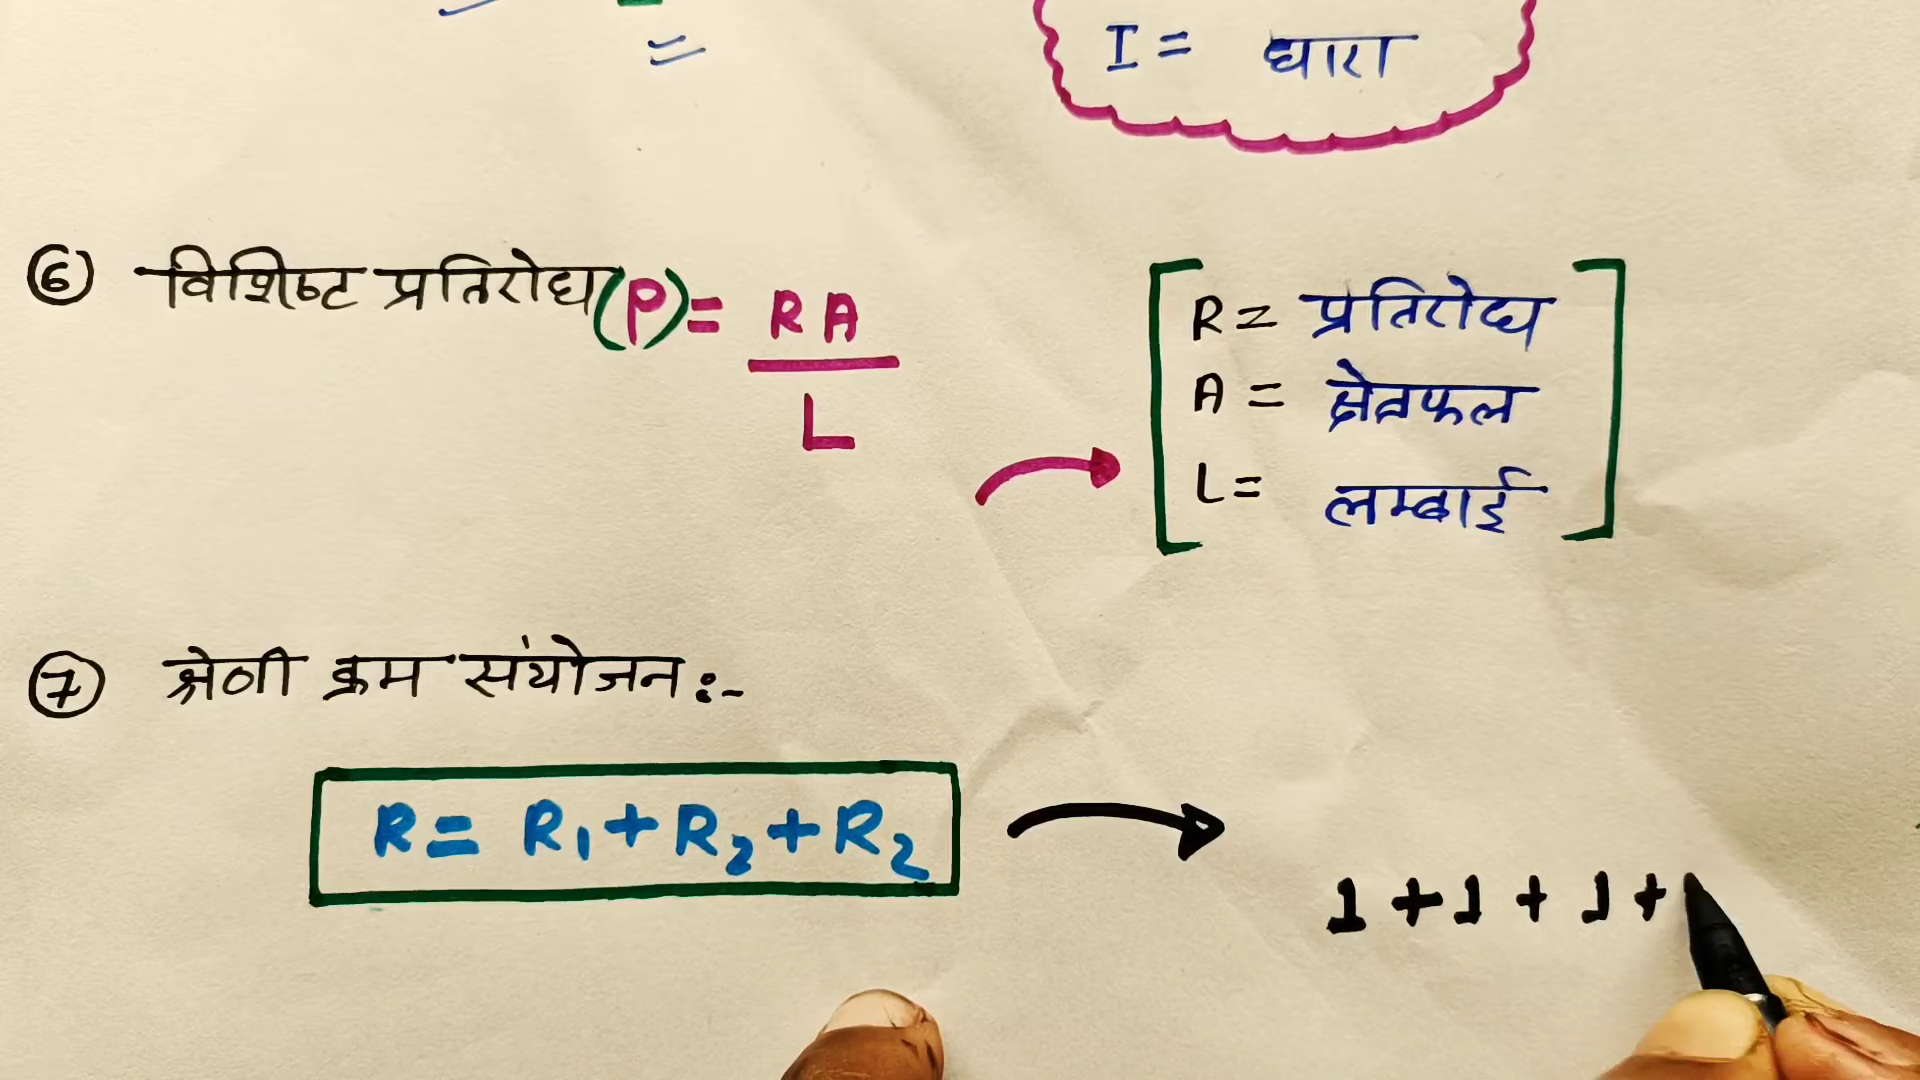 I = धारा
⑥ विशिष्ट प्रतिरोध (P) = RA
L
R = प्रतिरोध
A = क्षेत्रफल
L = लम्बाई
⑦ श्रेणी क्रम संयोजन :-
R = R₁ + R₂ + R₂
1 + 1 + 1 +